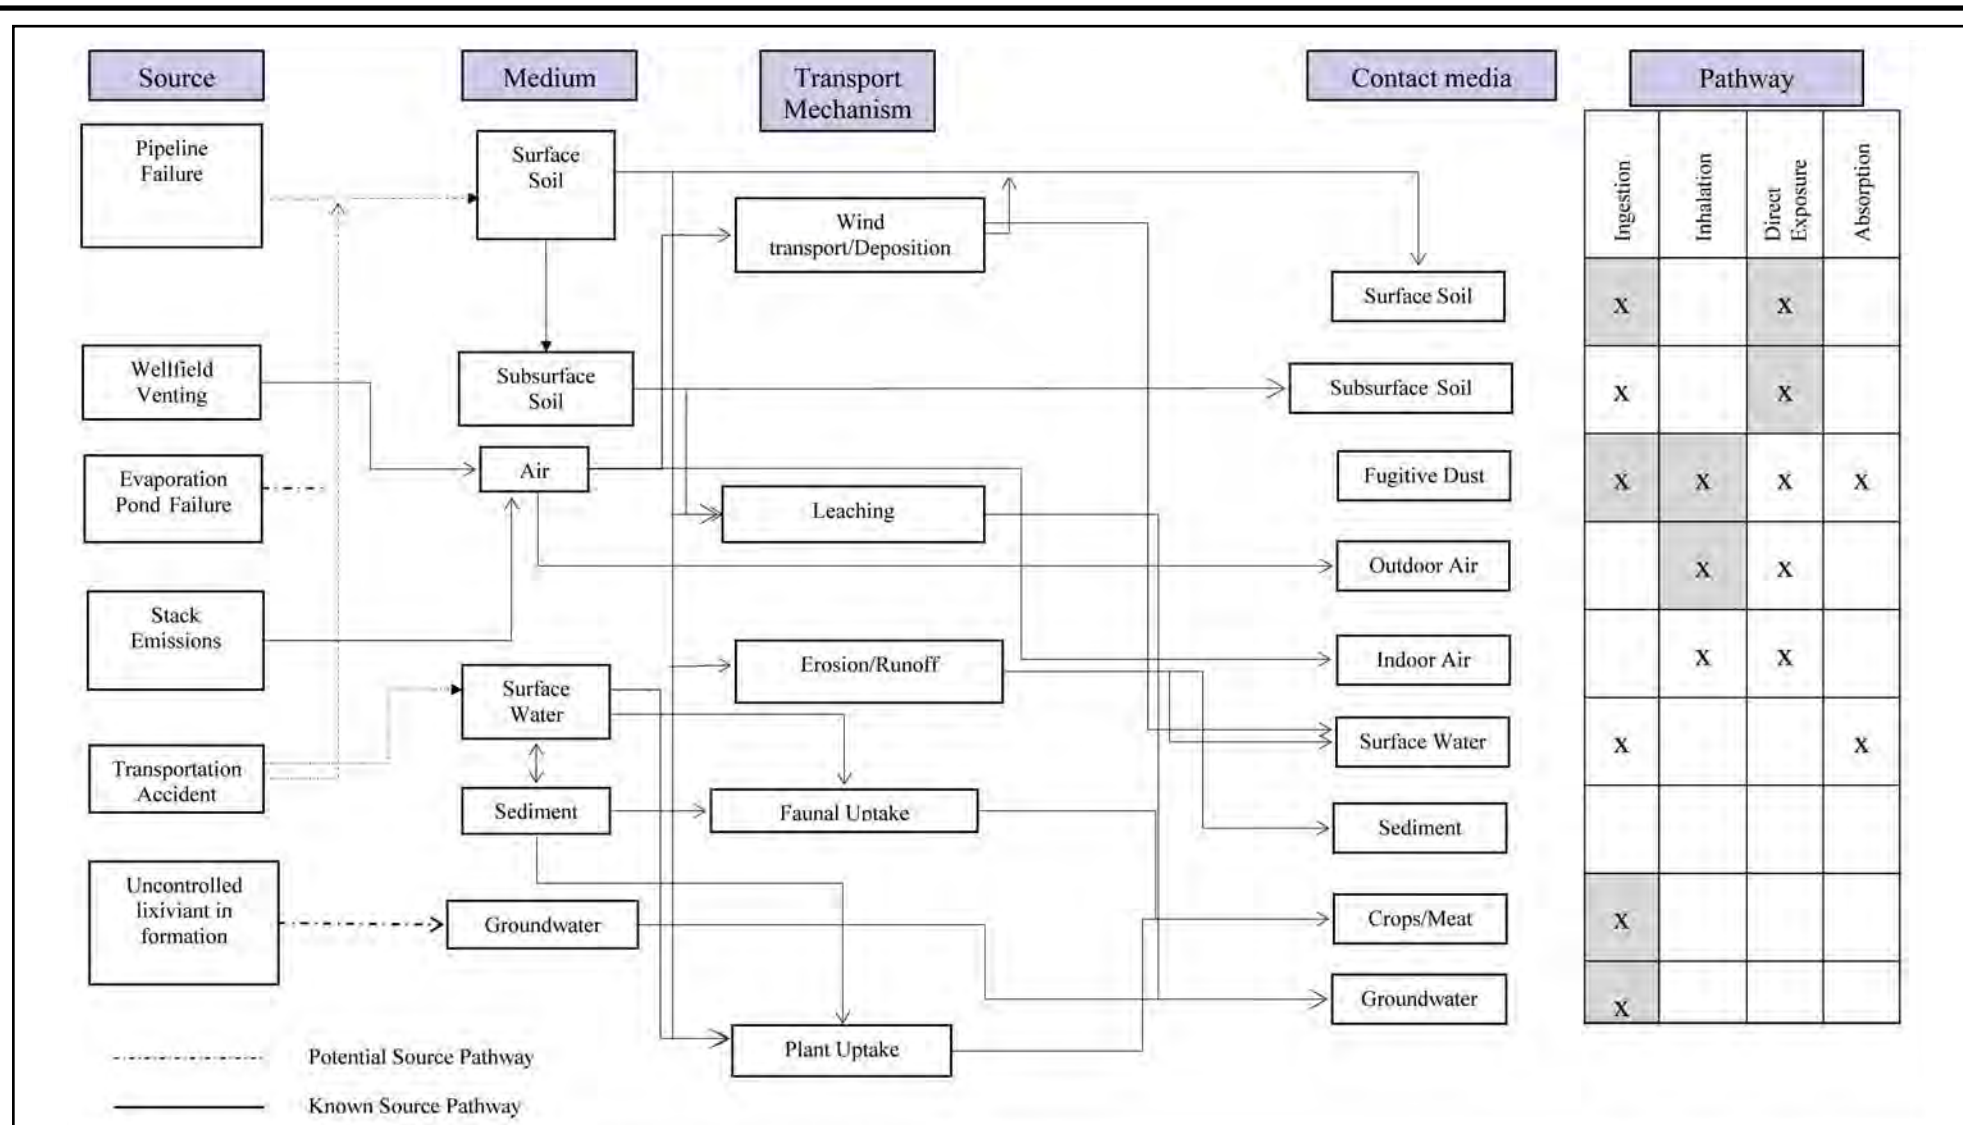 Source
Medium
Transport
Mechanism
Contact media
Pathway
Pipeline
Failure
Wellfield
Venting
Evaporation
Pond Failure
Stack
Emissions
Transportation
Accident
Uncontrolled
lixiviant in
formation
Surface
Soil
Subsurface
Soil
Air
Surface
Water
Sediment
Groundwater
Wind
transport/Deposition
Leaching
Erosion/Runoff
Faunal Uptake
Plant Uptake
Surface Soil
Subsurface Soil
Fugitive Dust
Outdoor Air
Indoor Air
Surface Water
Sediment
Crops/Meat
Groundwater
Ingestion
Inhalation
Direct
Exposure
Absorption
X X
X X
X X X X
X X
X X
X X
X
X
Potential Source Pathway
Known Source Pathway